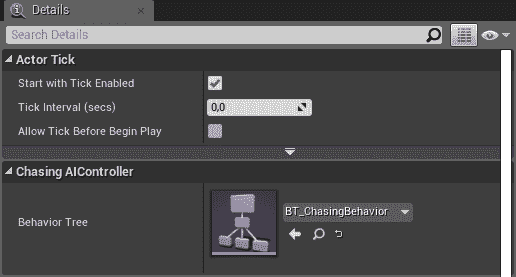 Details
Search Details
Actor Tick
Start with Tick Enabled
Tick Interval (secs) 0,0
Allow Tick Before Begin Play
Chasing AIController
Behavior Tree BT_ChasingBehavior